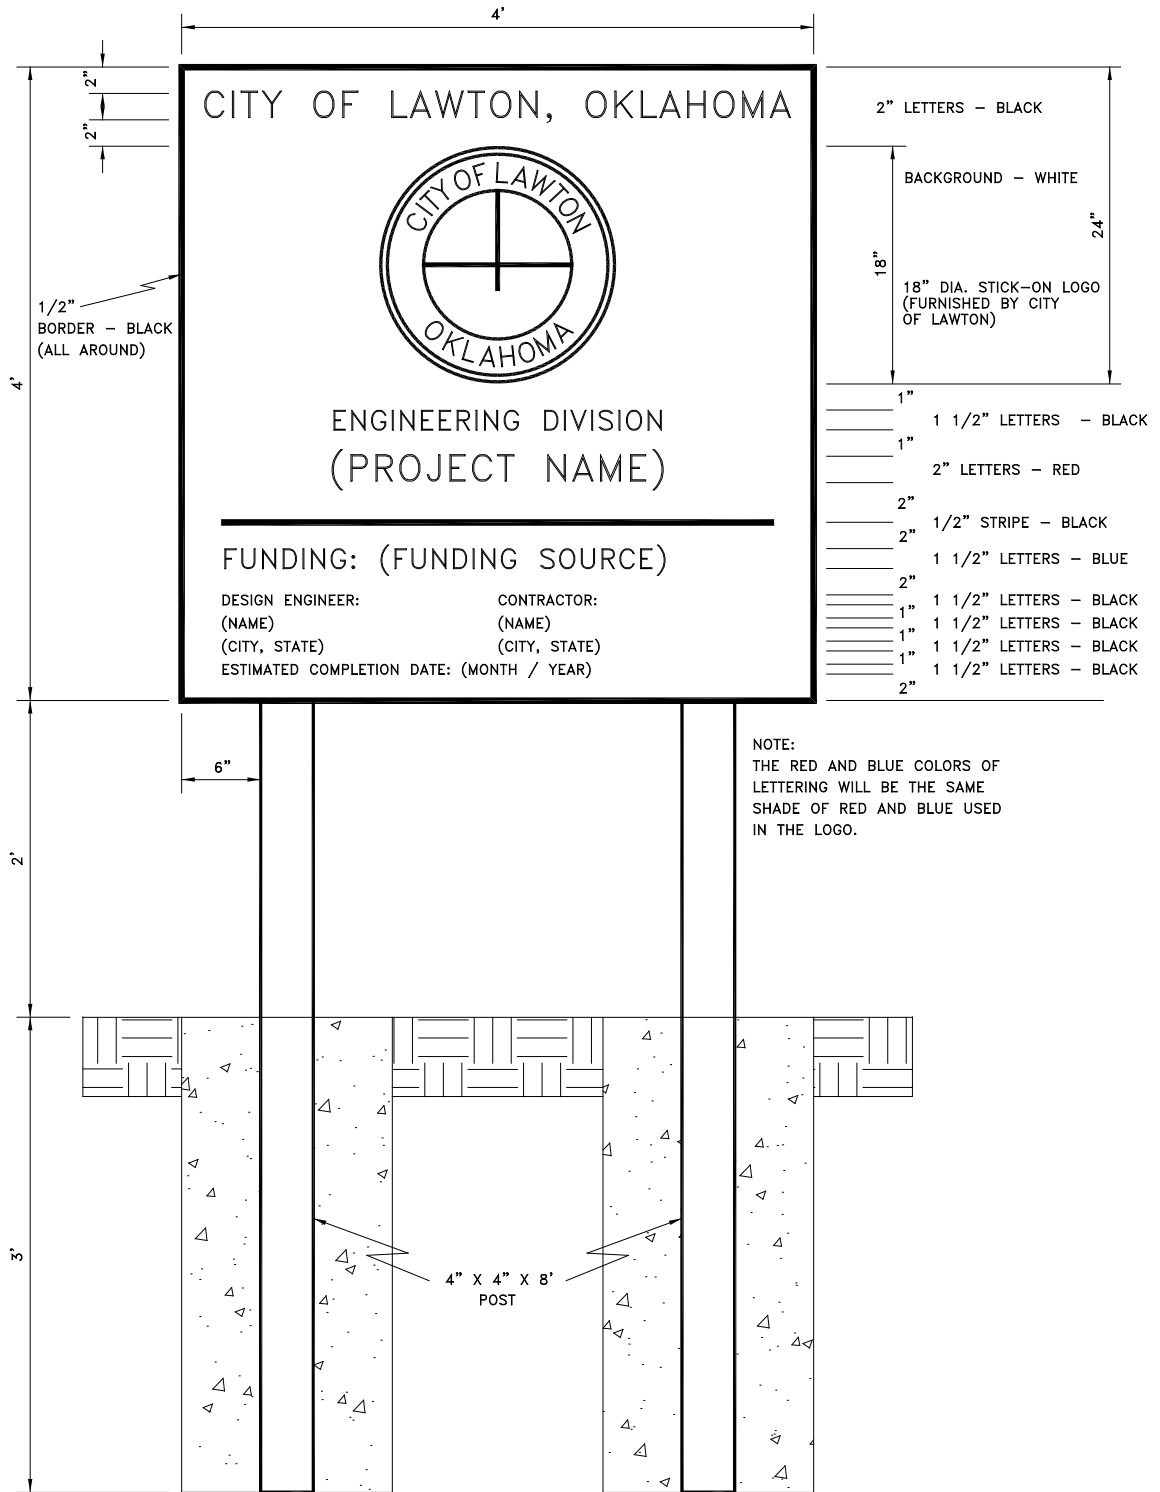 4'
2"
2"
CITY OF LAWTON, OKLAHOMA
2" LETTERS – BLACK
CITY OF LAWTON
OKLAHOMA
BACKGROUND – WHITE
24"
18"
18" DIA. STICK–ON LOGO
(FURNISHED BY CITY
OF LAWTON)
1/2"
BORDER – BLACK
(ALL AROUND)
4'
1"
ENGINEERING DIVISION
1 1/2" LETTERS – BLACK
1"
(PROJECT NAME)
2" LETTERS – RED
2"
1/2" STRIPE – BLACK
2"
FUNDING: (FUNDING SOURCE)
1 1/2" LETTERS – BLUE
2"
DESIGN ENGINEER: CONTRACTOR:
1 1/2" LETTERS – BLACK
1"
(NAME) (NAME)
1 1/2" LETTERS – BLACK
1"
(CITY, STATE) (CITY, STATE)
1 1/2" LETTERS – BLACK
1"
ESTIMATED COMPLETION DATE: (MONTH / YEAR)
1 1/2" LETTERS – BLACK
2"
6"
NOTE:
THE RED AND BLUE COLORS OF
LETTERING WILL BE THE SAME
SHADE OF RED AND BLUE USED
IN THE LOGO.
2'
3'
4" X 4" X 8'
POST